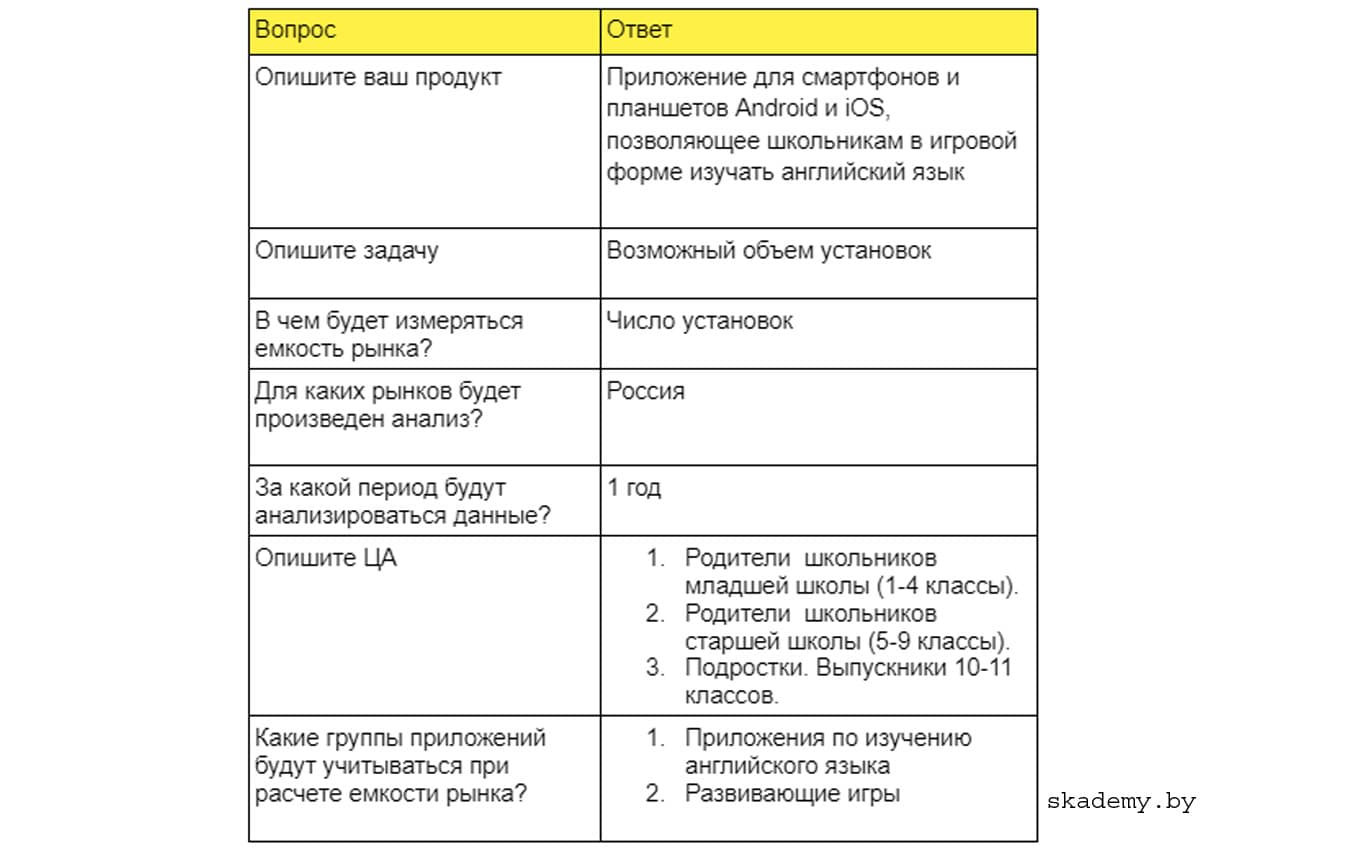 Вопрос
Ответ
Опишите ваш продукт
Приложение для смартфонов и
планшетов Android и iOS,
позволяющее школьникам в игровой
форме изучать английский язык
Опишите задачу
Возможный объем установок
В чем будет измеряться
емкость рынка?
Число установок
Для каких рынков будет
произведен анализ?
Россия
За какой период будут
анализироваться данные?
1 год
Опишите ЦА
1. Родители школьников
младшей школы (1-4 классы).
2. Родители школьников
старшей школы (5-9 классы).
3. Подростки. Выпускники 10-11
классов.
Какие группы приложений
будут учитываться при
расчете емкости рынка?
1. Приложения по изучению
английского языка
2. Развивающие игры
skademy.by